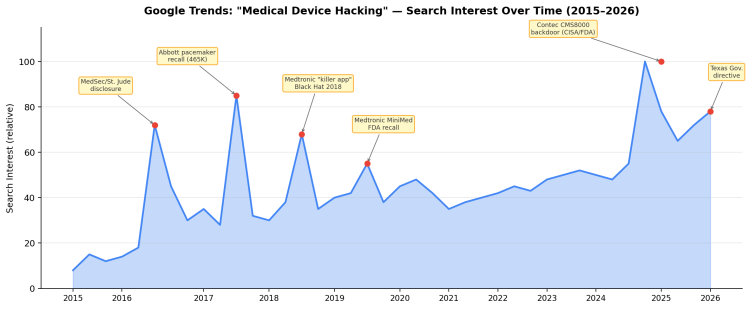 Google Trends: "Medical Device Hacking" — Search Interest Over Time (2015–2026)
Contec CMS8000
backdoor (CISA/FDA)
Abbott pacemaker
recall (465K)
Texas Gov.
directive
MedSec/St. Jude
disclosure
Medtronic "killer app"
Black Hat 2018
Medtronic MiniMed
FDA recall
Search Interest (relative)
100
80
60
40
20
0
2015 2016 2017 2018 2019 2020 2021 2022 2023 2024 2025 2026